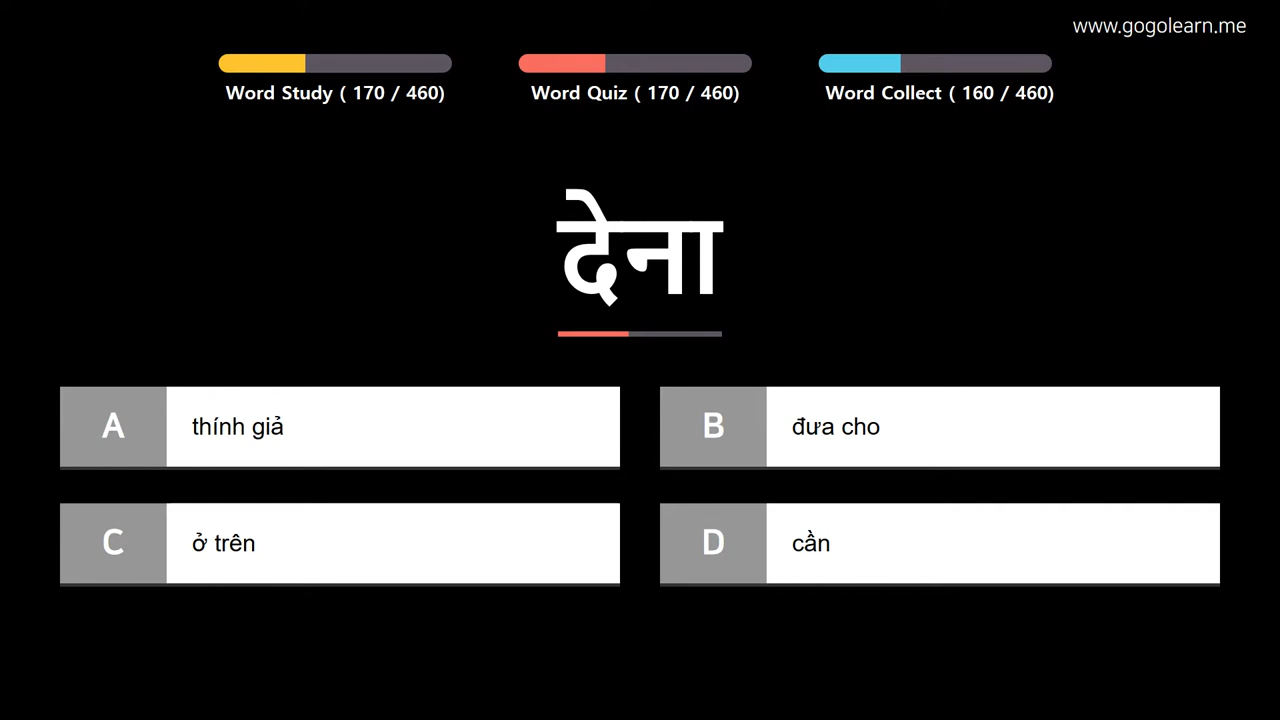 www.gogolearn.me
Word Study ( 170 / 460)
Word Quiz ( 170 / 460)
Word Collect ( 160 / 460)
देना
A thính giả
B đưa cho
C ở trên
D cần